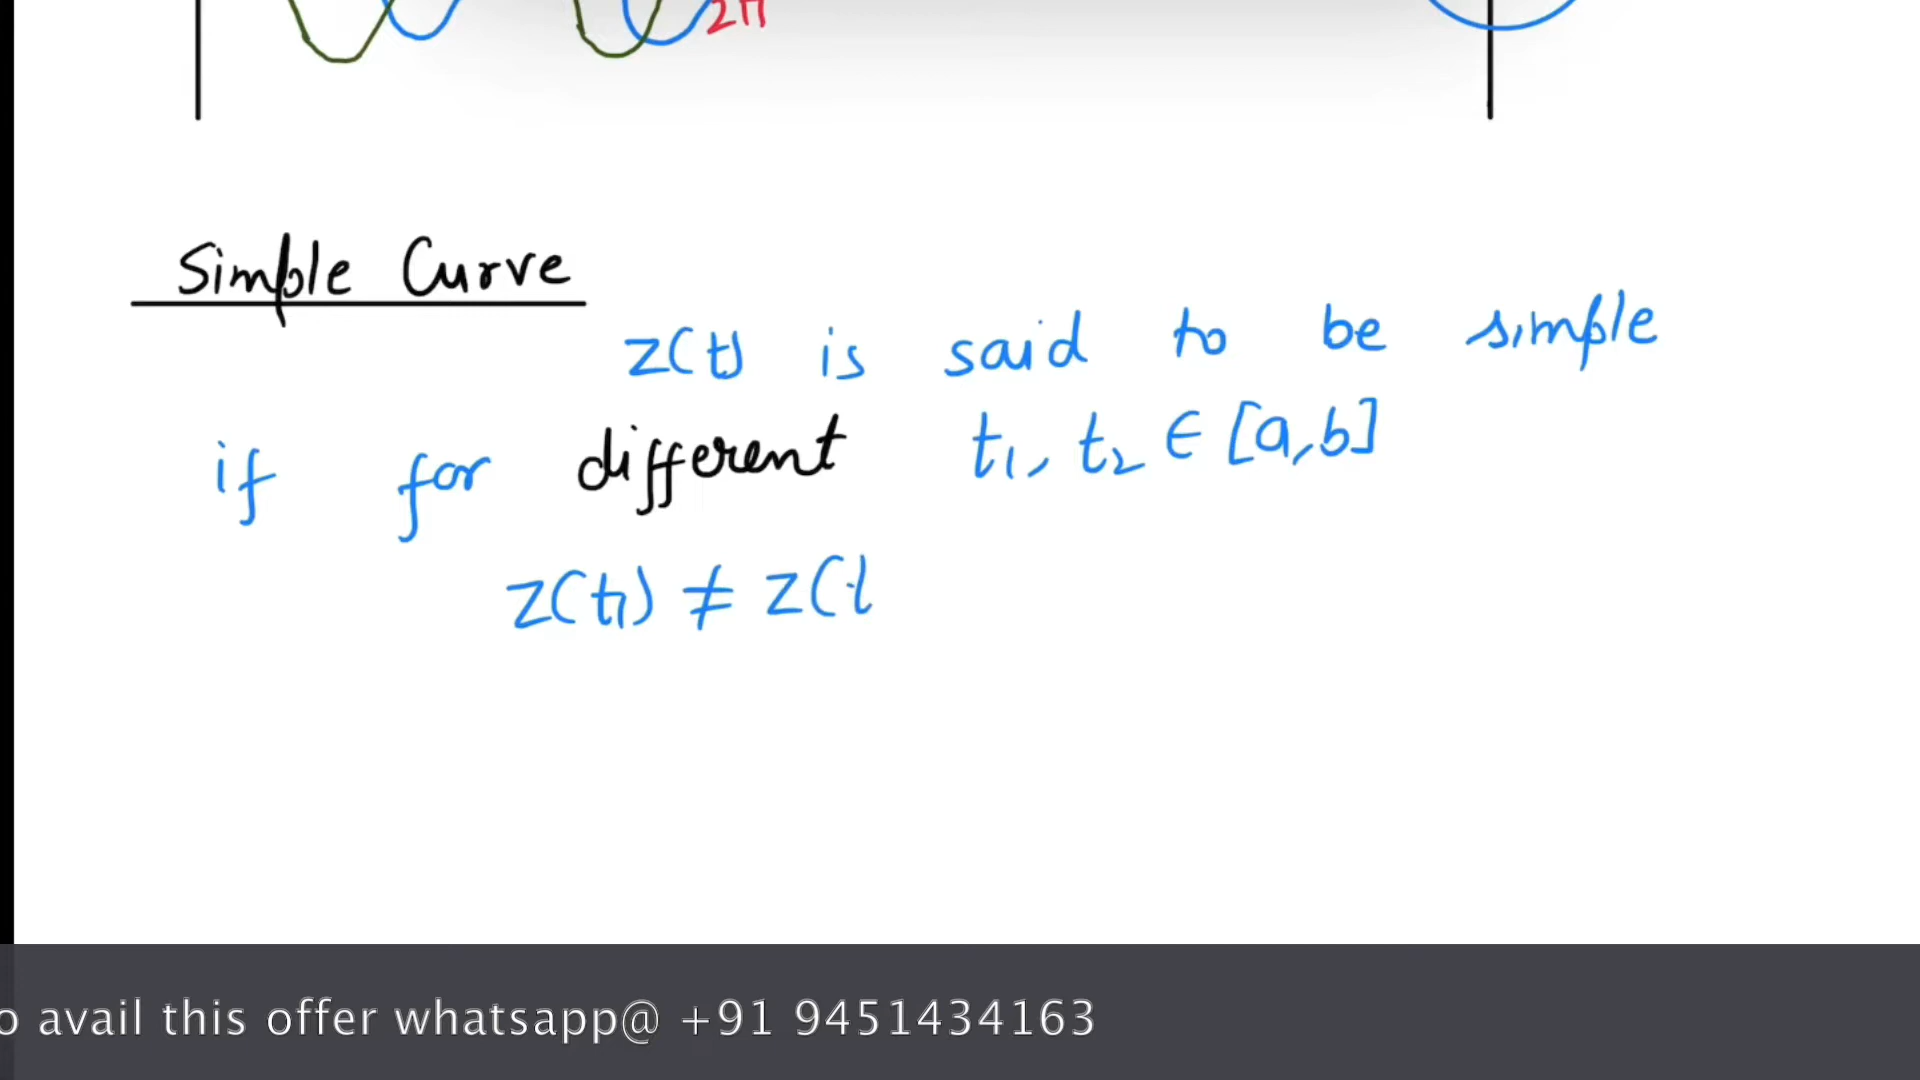 2π
Simple Curve
z(t) is said to be simple
if for different t₁, t₂ ∈ [a,b]
z(t₁) ≠ z(t
o avail this offer whatsapp@ +91 9451434163